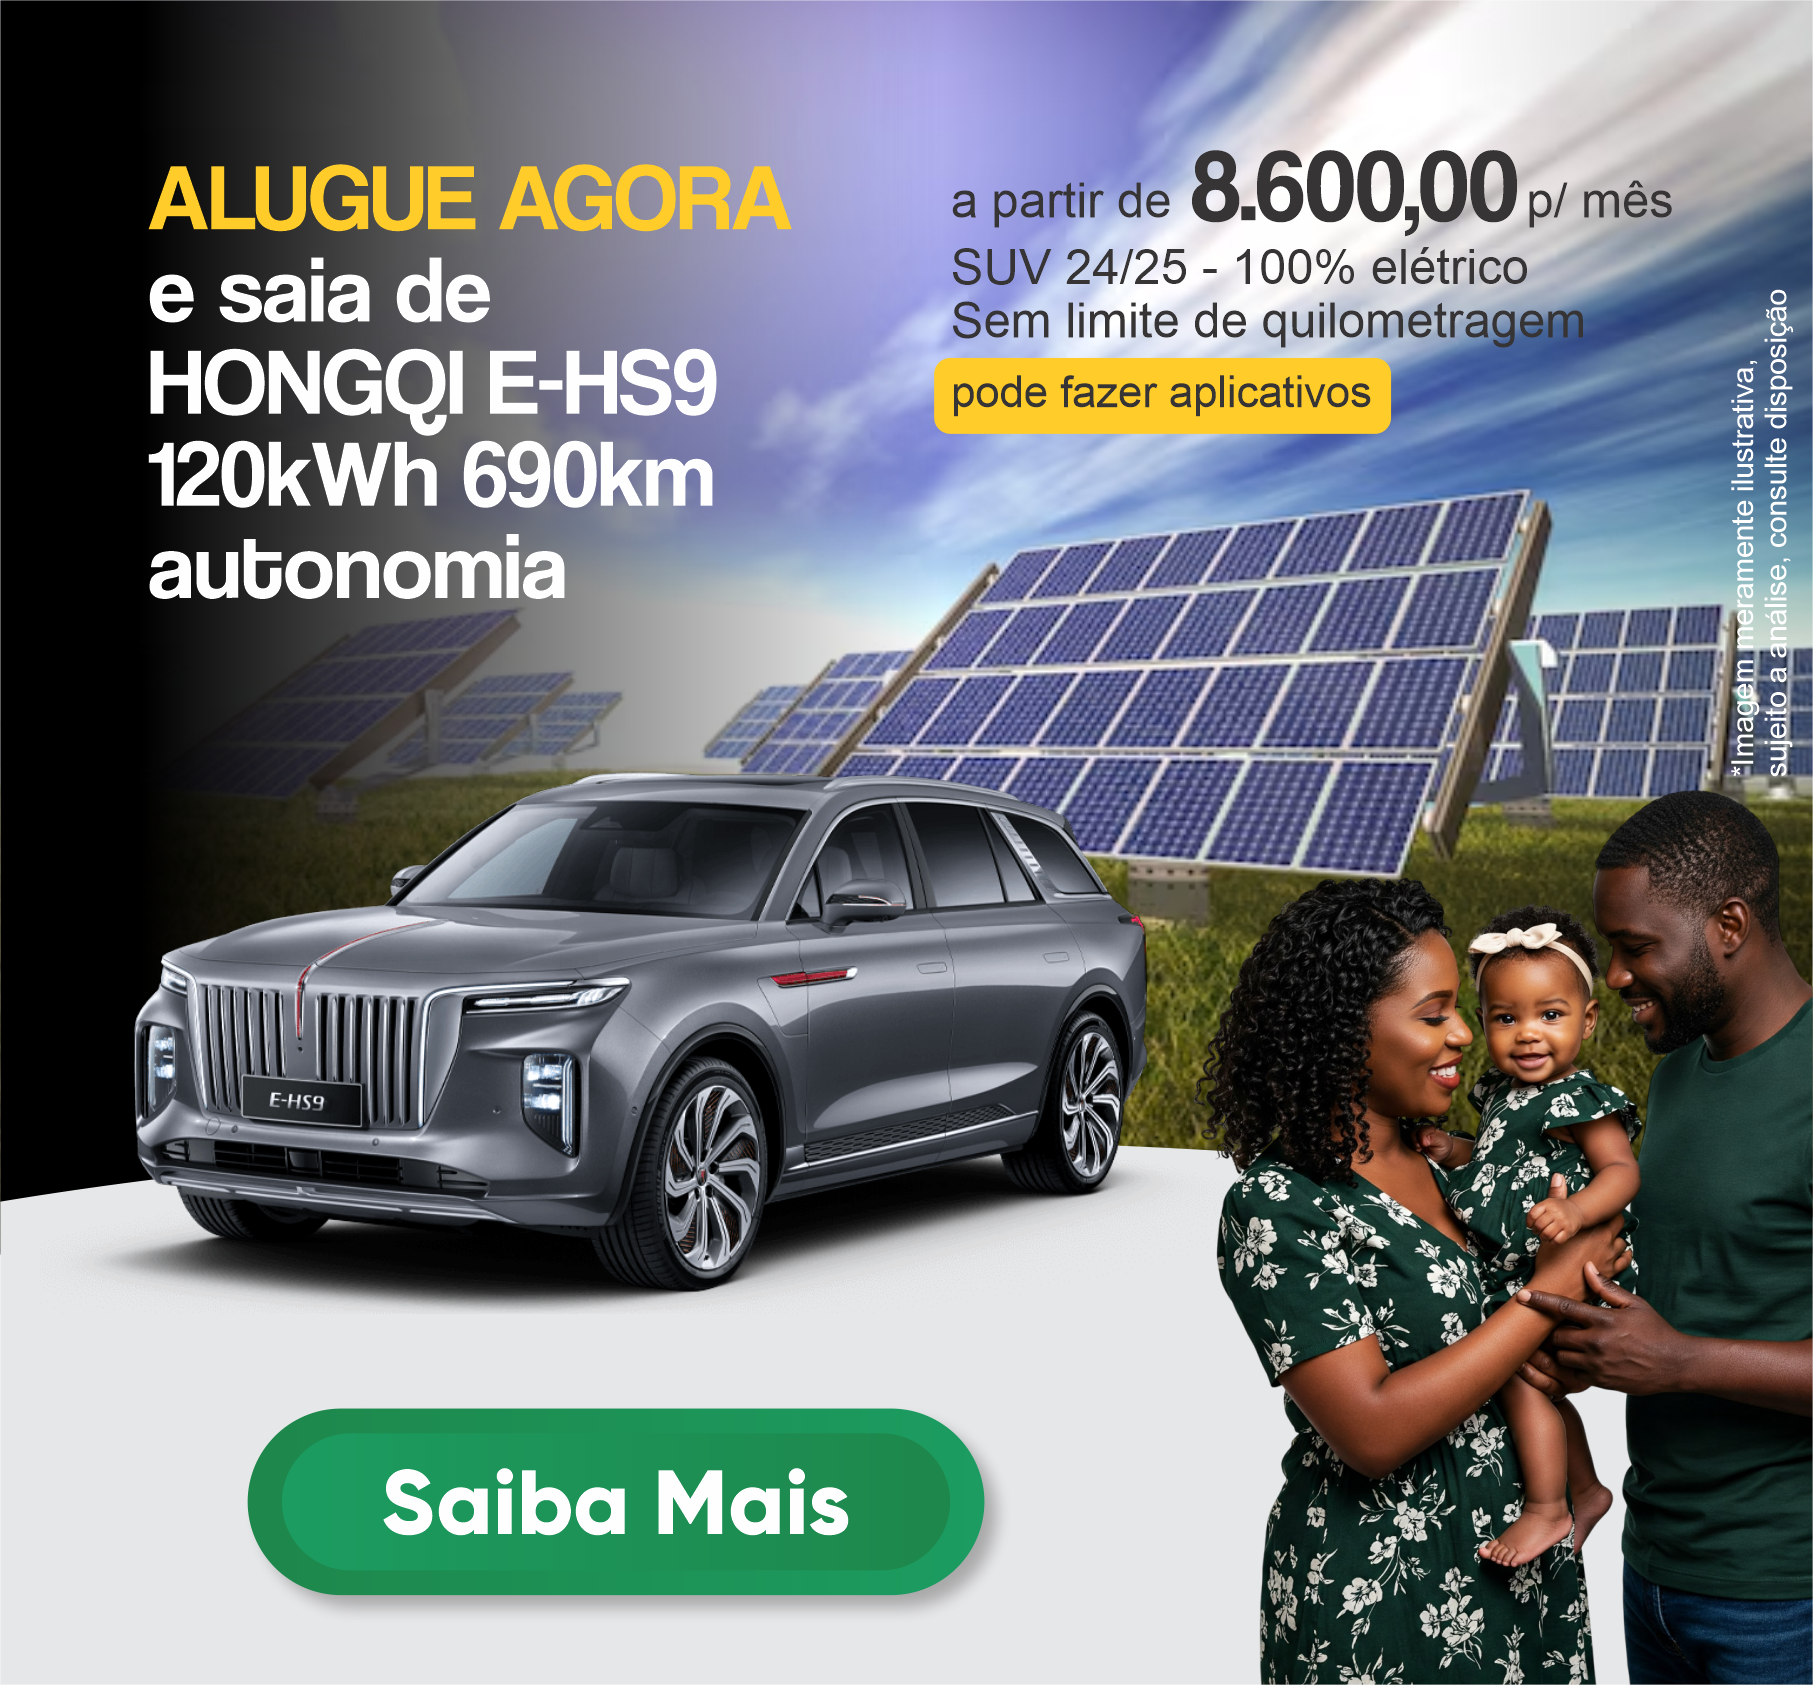 ALUGUE AGORA
e saia de
HONGQI E-HS9
120kWh 690km
autonomia
a partir de 8.600,00 p/ mês
SUV 24/25 - 100% elétrico
Sem limite de quilometragem
pode fazer aplicativos
*Imagem meramente ilustrativa,
sujeito a análise, consulte disposição
E-HS9
Saiba Mais